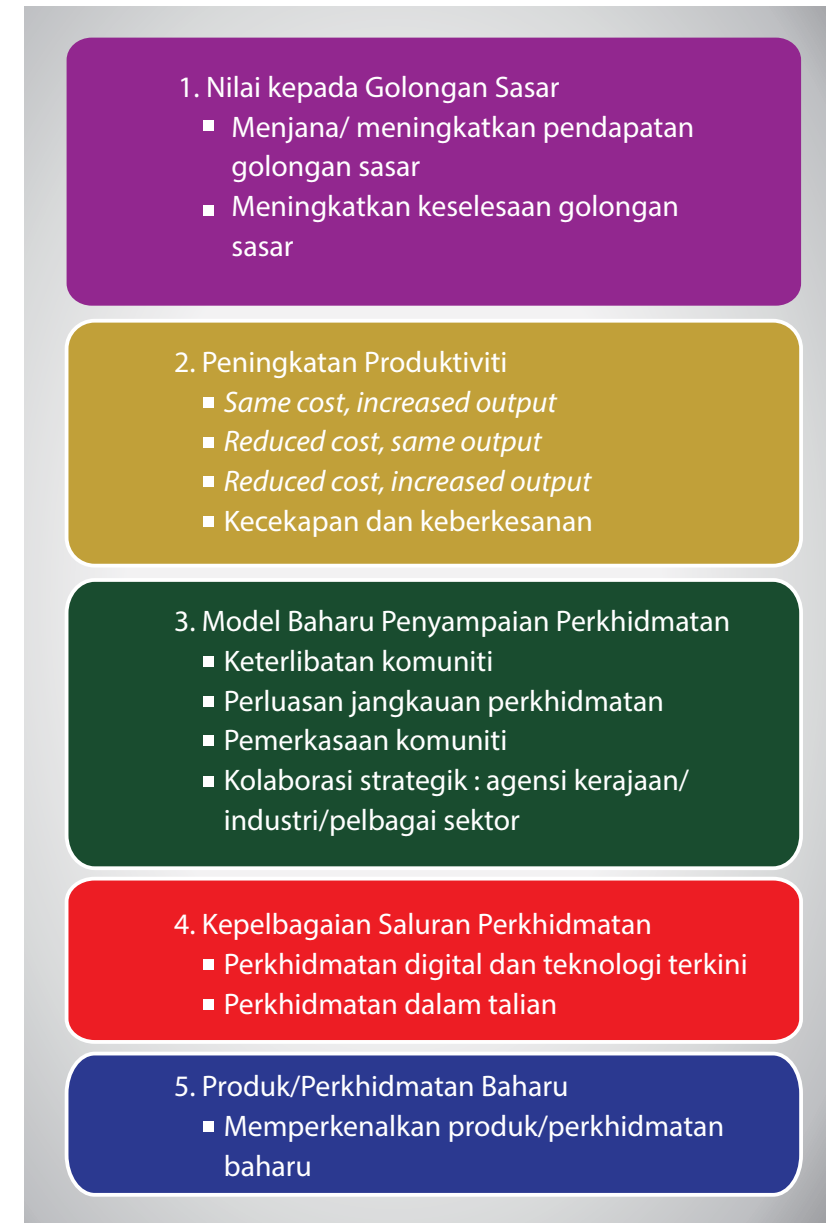 1. Nilai kepada Golongan Sasar
▪ Menjana/ meningkatkan pendapatan
golongan sasar
▪ Meningkatkan keselesaan golongan
sasar
2. Peningkatan Produktiviti
▪ Same cost, increased output
▪ Reduced cost, same output
▪ Reduced cost, increased output
▪ Kecekapan dan keberkesanan
3. Model Baharu Penyampaian Perkhidmatan
▪ Keterlibatan komuniti
▪ Perluasan jangkauan perkhidmatan
▪ Pemerkasaan komuniti
▪ Kolaborasi strategik : agensi kerajaan/
industri/pelbagai sektor
4. Kepelbagaian Saluran Perkhidmatan
▪ Perkhidmatan digital dan teknologi terkini
▪ Perkhidmatan dalam talian
5. Produk/Perkhidmatan Baharu
▪ Memperkenalkan produk/perkhidmatan
baharu